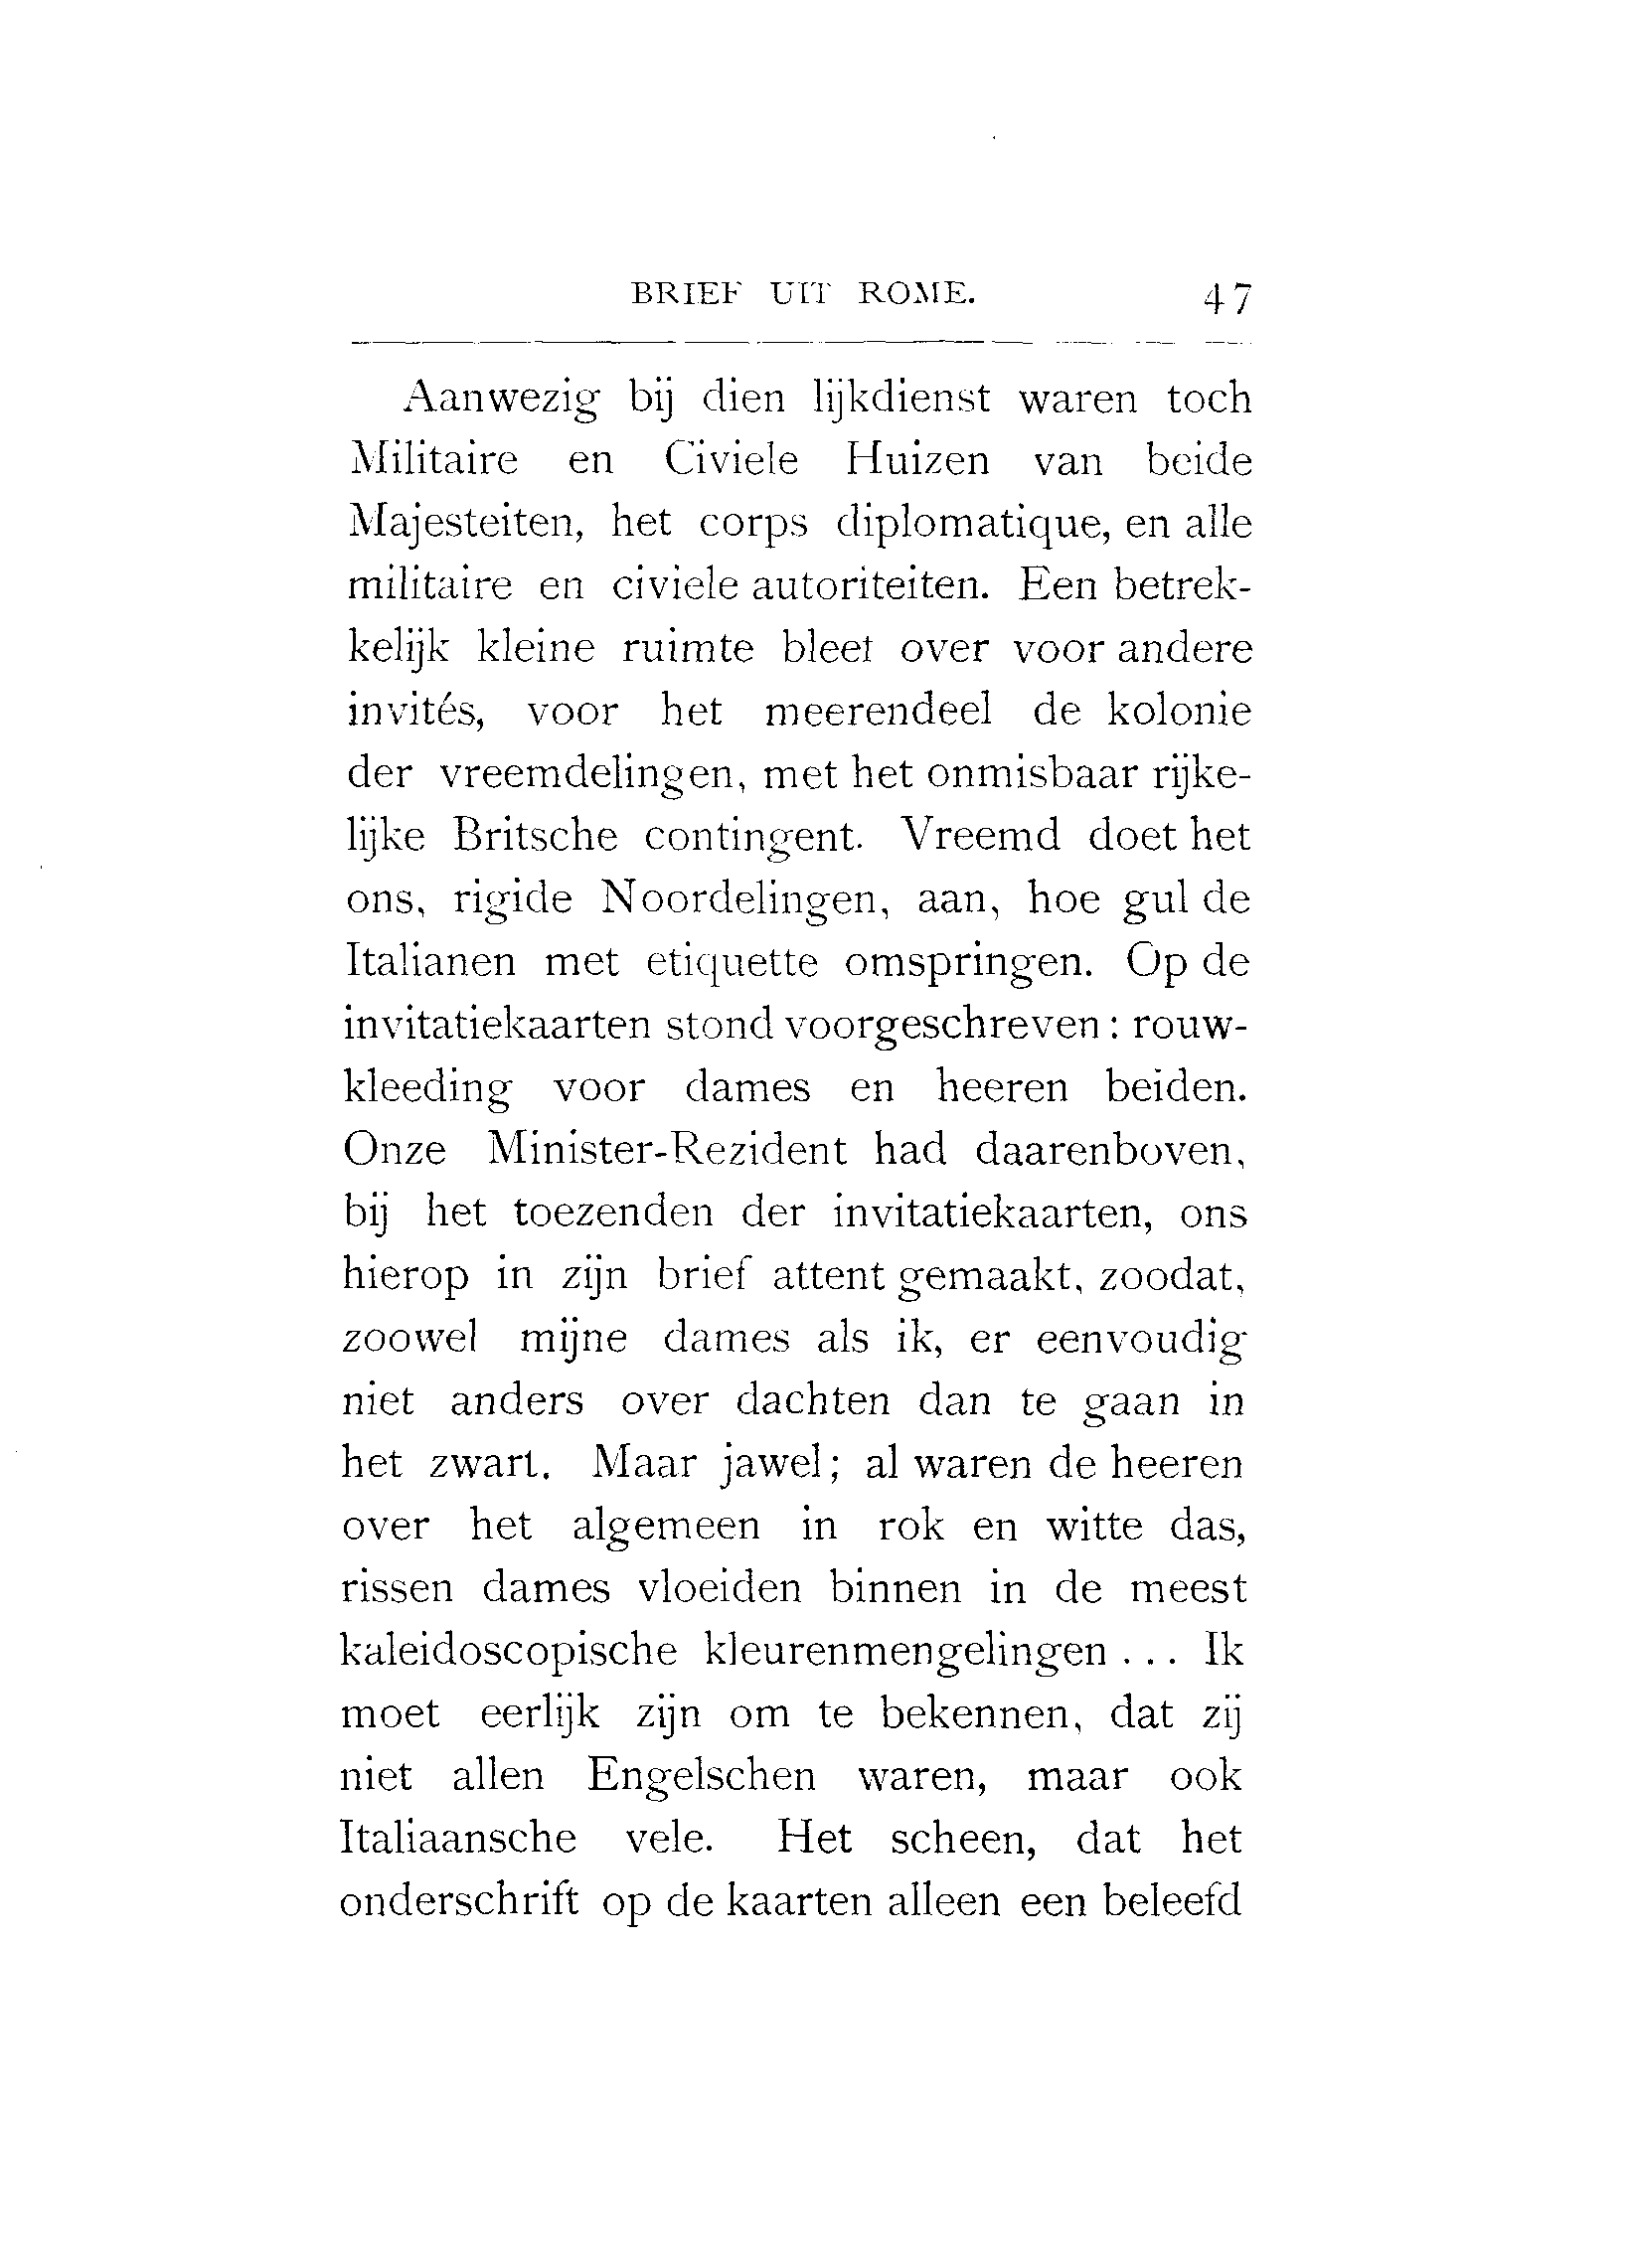 BRIEF UIT ROME. 47
Aanwezig bij dien lijkdienst waren toch
Militaire en Civiele Huizen van beide
Majesteiten, het corps diplomatique, en alle
militaire en civiele autoriteiten. Een betrek-
kelijk kleine ruimte bleef over voor andere
invités, voor het meerendeel de kolonie
der vreemdelingen, met het onmisbaar rijke-
lijke Britsche contingent. Vreemd doet het
ons, rigide Noordelingen, aan, hoe gul de
Italianen met etiquette omspringen. Op de
invitatiekaarten stond voorgeschreven: rouw-
kleeding voor dames en heeren beiden.
Onze Minister-Rezident had daarenboven,
bij het toezenden der invitatiekaarten, ons
hierop in zijn brief attent gemaakt, zoodat,
zoowel mijne dames als ik, er eenvoudig
niet anders over dachten dan te gaan in
het zwart. Maar jawel; al waren de heeren
over het algemeen in rok en witte das,
rissen dames vloeiden binnen in de meest
kaleidoscopische kleurenmengelingen ... Ik
moet eerlijk zijn om te bekennen, dat zij
niet allen Engelschen waren, maar ook
Italiaansche vele. Het scheen, dat het
onderschrift op de kaarten alleen een beleefd